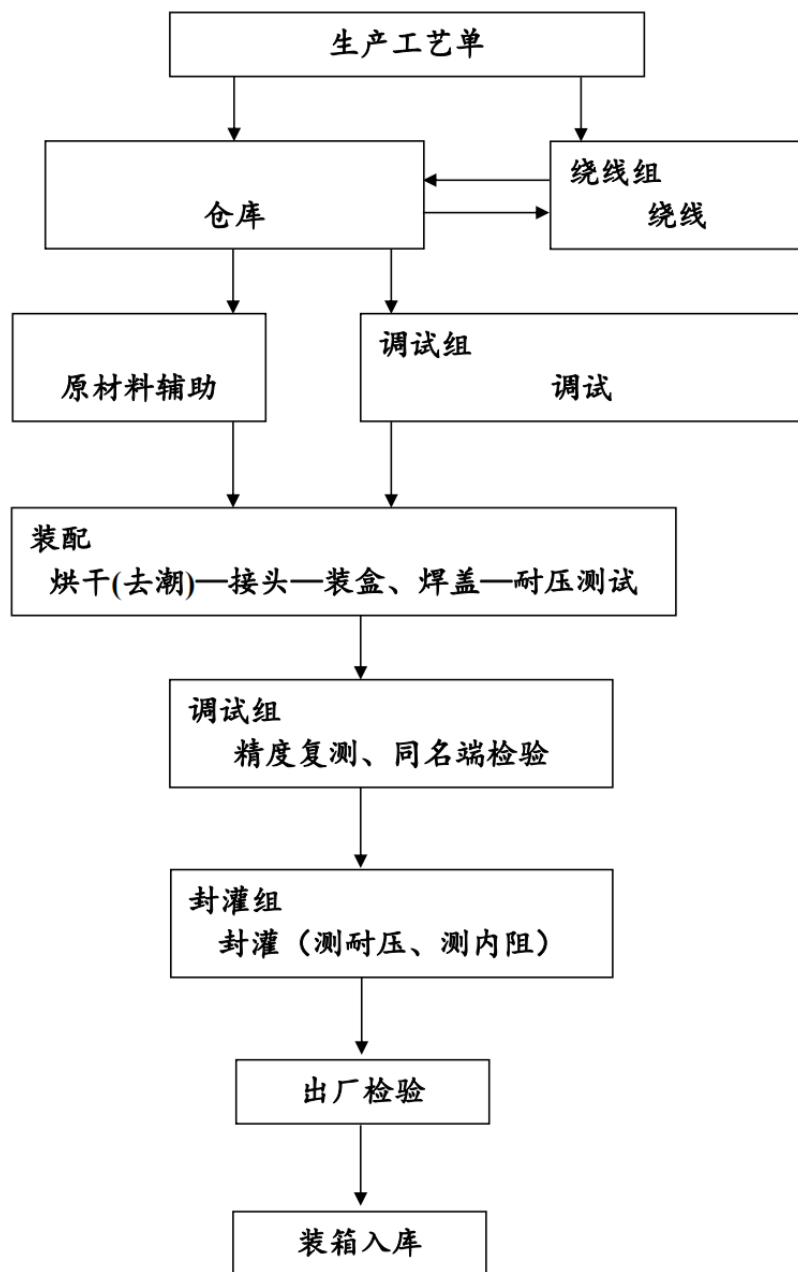 生产工艺单
仓库
绕线组
绕线
原材料辅助
调试组
调试
装配
烘干(去潮)—接头—装盒、焊盖—耐压测试
调试组
精度复测、同名端检验
封灌组
封灌（测耐压、测内阻）
出厂检验
装箱入库